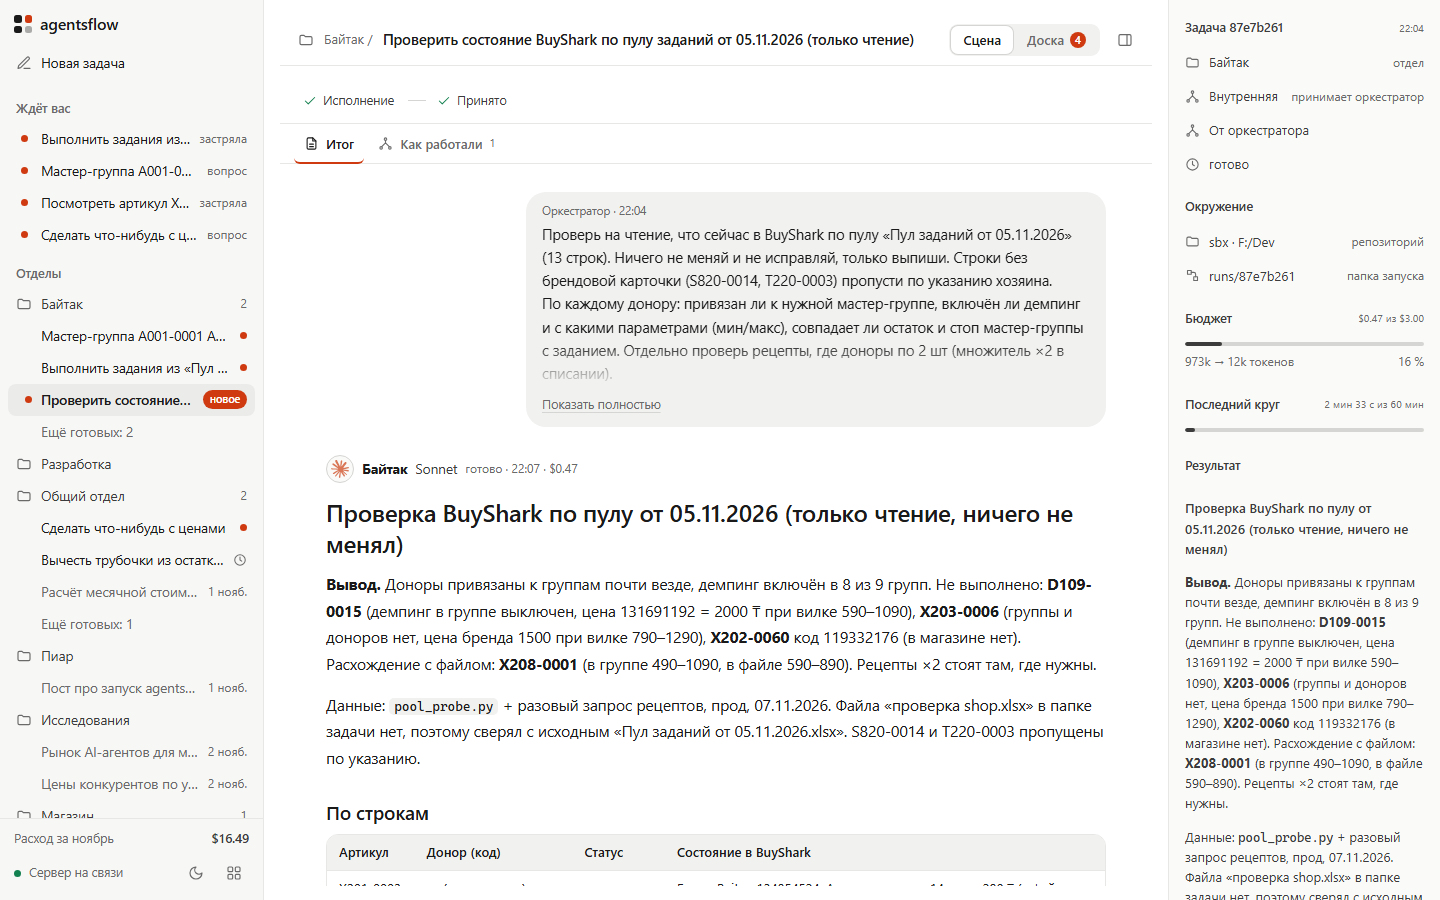 agentsflow
Новая задача
Ждёт вас
Выполнить задания из... застряла
Мастер-группа A001-0... вопрос
Посмотреть артикул X... застряла
Сделать что-нибудь с ц... вопрос
Отделы
Байтак 2
Мастер-группа A001-0001 A...
Выполнить задания из «Пул ...
Проверить состояние... новое
Ещё готовых: 2
Разработка
Общий отдел 2
Сделать что-нибудь с ценами
Вычесть трубочки из остатк...
Расчёт месячной стоим... 1 нояб.
Ещё готовых: 1
Пиар
Пост про запуск agents... 1 нояб.
Исследования
Рынок AI-агентов для м... 2 нояб.
Цены конкурентов по у... 2 нояб.
Магазин 1
Расход за ноябрь $16.49
Сервер на связи
Байтак / Проверить состояние BuyShark по пулу заданий от 05.11.2026 (только чтение)
Сцена Доска 4
Исполнение Принято
Итог Как работали 1
Оркестратор · 22:04
Проверь на чтение, что сейчас в BuyShark по пулу «Пул заданий от 05.11.2026»
(13 строк). Ничего не меняй и не исправляй, только выпиши. Строки без
брендовой карточки (S820-0014, T220-0003) пропусти по указанию хозяина.
По каждому донору: привязан ли к нужной мастер-группе, включён ли демпинг
и с какими параметрами (мин/макс), совпадает ли остаток и стоп мастер-группы
с заданием. Отдельно проверь рецепты, где доноры по 2 шт (множитель ×2 в
списании).
Показать полностью
Байтак Sonnet готово · 22:07 · $0.47
Проверка BuyShark по пулу от 05.11.2026 (только чтение, ничего не
менял)
Вывод. Доноры привязаны к группам почти везде, демпинг включён в 8 из 9 групп. Не выполнено: D109-
0015 (демпинг в группе выключен, цена 131691192 = 2000 ₸ при вилке 590–1090), X203-0006 (группы и
доноров нет, цена бренда 1500 при вилке 790–1290), X202-0060 код 119332176 (в магазине нет).
Расхождение с файлом: X208-0001 (в группе 490–1090, в файле 590–890). Рецепты ×2 стоят там, где нужны.
Данные: pool_probe.py + разовый запрос рецептов, прод, 07.11.2026. Файла «проверка shop.xlsx» в папке
задачи нет, поэтому сверял с исходным «Пул заданий от 05.11.2026.xlsx». S820-0014 и T220-0003 пропущены
по указанию.
По строкам
Артикул Донор (код) Статус Состояние в BuyShark
Задача 87e7b261 22:04
Байтак отдел
Внутренняя принимает оркестратор
От оркестратора
готово
Окружение
sbx · F:/Dev репозиторий
runs/87e7b261 папка запуска
Бюджет $0.47 из $3.00
973k → 12k токенов 16 %
Последний круг 2 мин 33 с из 60 мин
Результат
Проверка BuyShark по пулу от
05.11.2026 (только чтение, ничего не
менял)
Вывод. Доноры привязаны к группам
почти везде, демпинг включён в 8 из 9
групп. Не выполнено: D109-0015
(демпинг в группе выключен, цена
131691192 = 2000 ₸ при вилке 590–
1090), X203-0006 (группы и доноров
нет, цена бренда 1500 при вилке 790–
1290), X202-0060 код 119332176 (в
магазине нет). Расхождение с файлом:
X208-0001 (в группе 490–1090, в файле
590–890). Рецепты ×2 стоят там, где
нужны.
Данные: pool_probe.py + разовый
запрос рецептов, прод, 07.11.2026.
Файла «проверка shop.xlsx» в папке
задачи нет, поэтому сверял с исходным